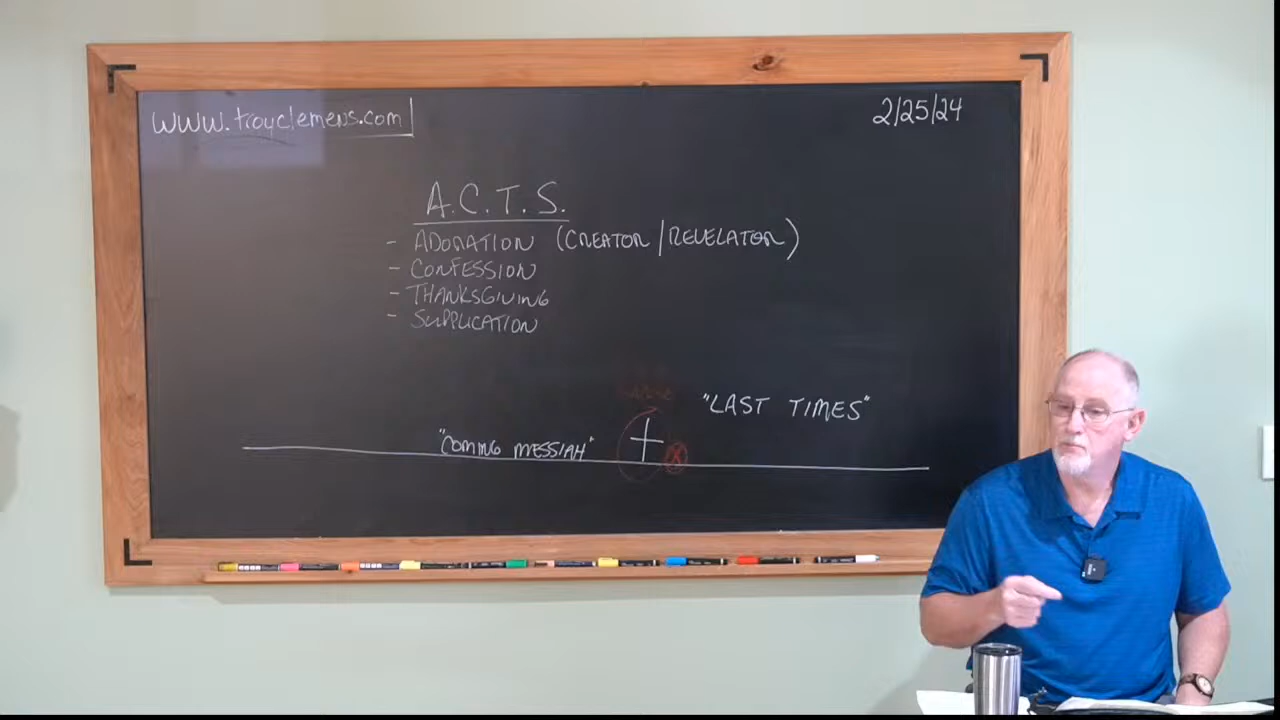 www.troyclemens.com
2/25/24
A.C.T.S.
- ADORATION (CREATOR/REVELATOR)
- CONFESSION
- THANKSGIVING
- SUPPLICATION
"LAST TIMES"
"COMING MESSIAH"